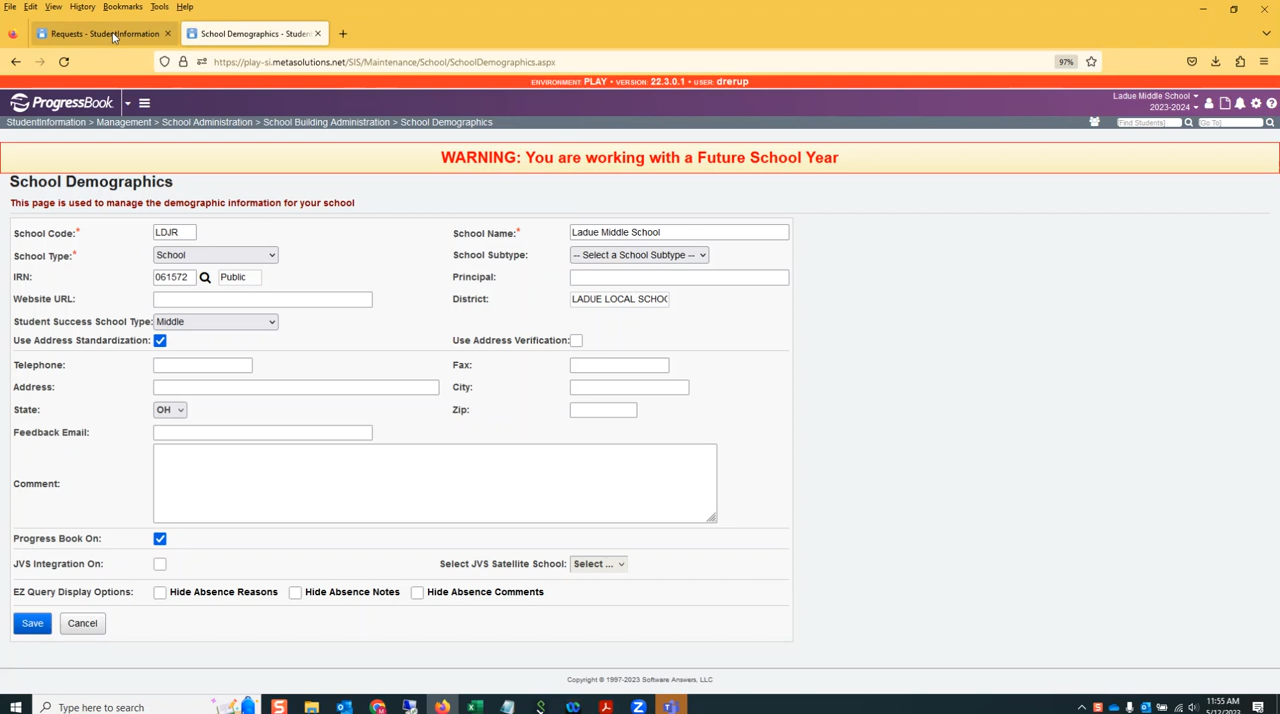 File Edit View History Bookmarks Tools Help
Requests - StudentInformation × School Demographics - Student × +
https://play-si.metasolutions.net/SIS/Maintenance/School/SchoolDemographics.aspx 97%
ENVIRONMENT: PLAY • VERSION: 22.3.0.1 • USER: drerup
ProgressBook
Ladue Middle School
2023-2024
StudentInformation > Management > School Administration > School Building Administration > School Demographics
[Find Students] [Go To]
WARNING: You are working with a Future School Year
School Demographics
This page is used to manage the demographic information for your school
School Code:* LDJR School Name:* Ladue Middle School
School Type:* School School Subtype: -- Select a School Subtype --
IRN: 061572 Public Principal:
Website URL: District: LADUE LOCAL SCHOO
Student Success School Type: Middle
Use Address Standardization: Use Address Verification:
Telephone: Fax:
Address: City:
State: OH Zip:
Feedback Email:
Comment:
Progress Book On:
JVS Integration On: Select JVS Satellite School: Select ...
EZ Query Display Options: Hide Absence Reasons Hide Absence Notes Hide Absence Comments
Save Cancel
Copyright © 1997-2023 Software Answers, LLC
Type here to search
11:55 AM
5/12/2023